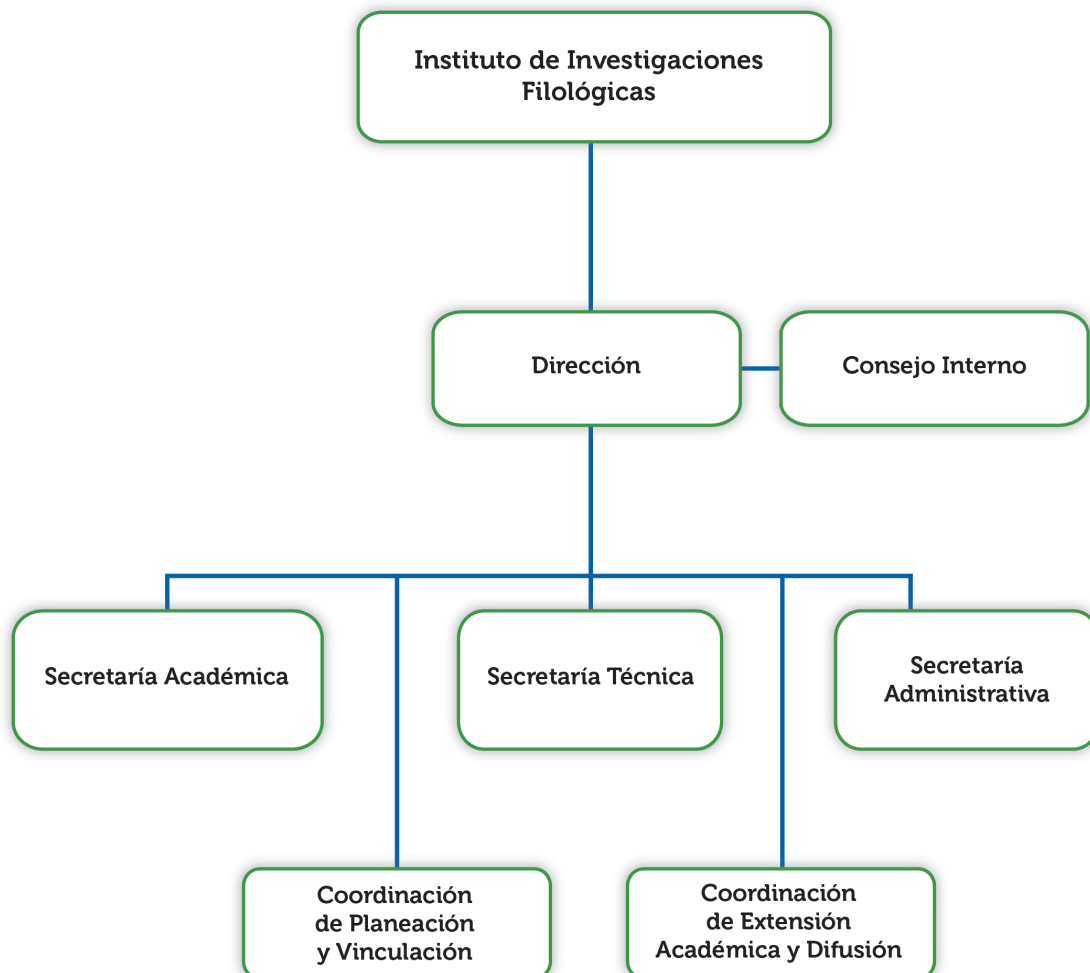 Instituto de Investigaciones
Filológicas
Dirección
Consejo Interno
Secretaría Académica
Secretaría Técnica
Secretaría
Administrativa
Coordinación
de Planeación
y Vinculación
Coordinación
de Extensión
Académica y Difusión